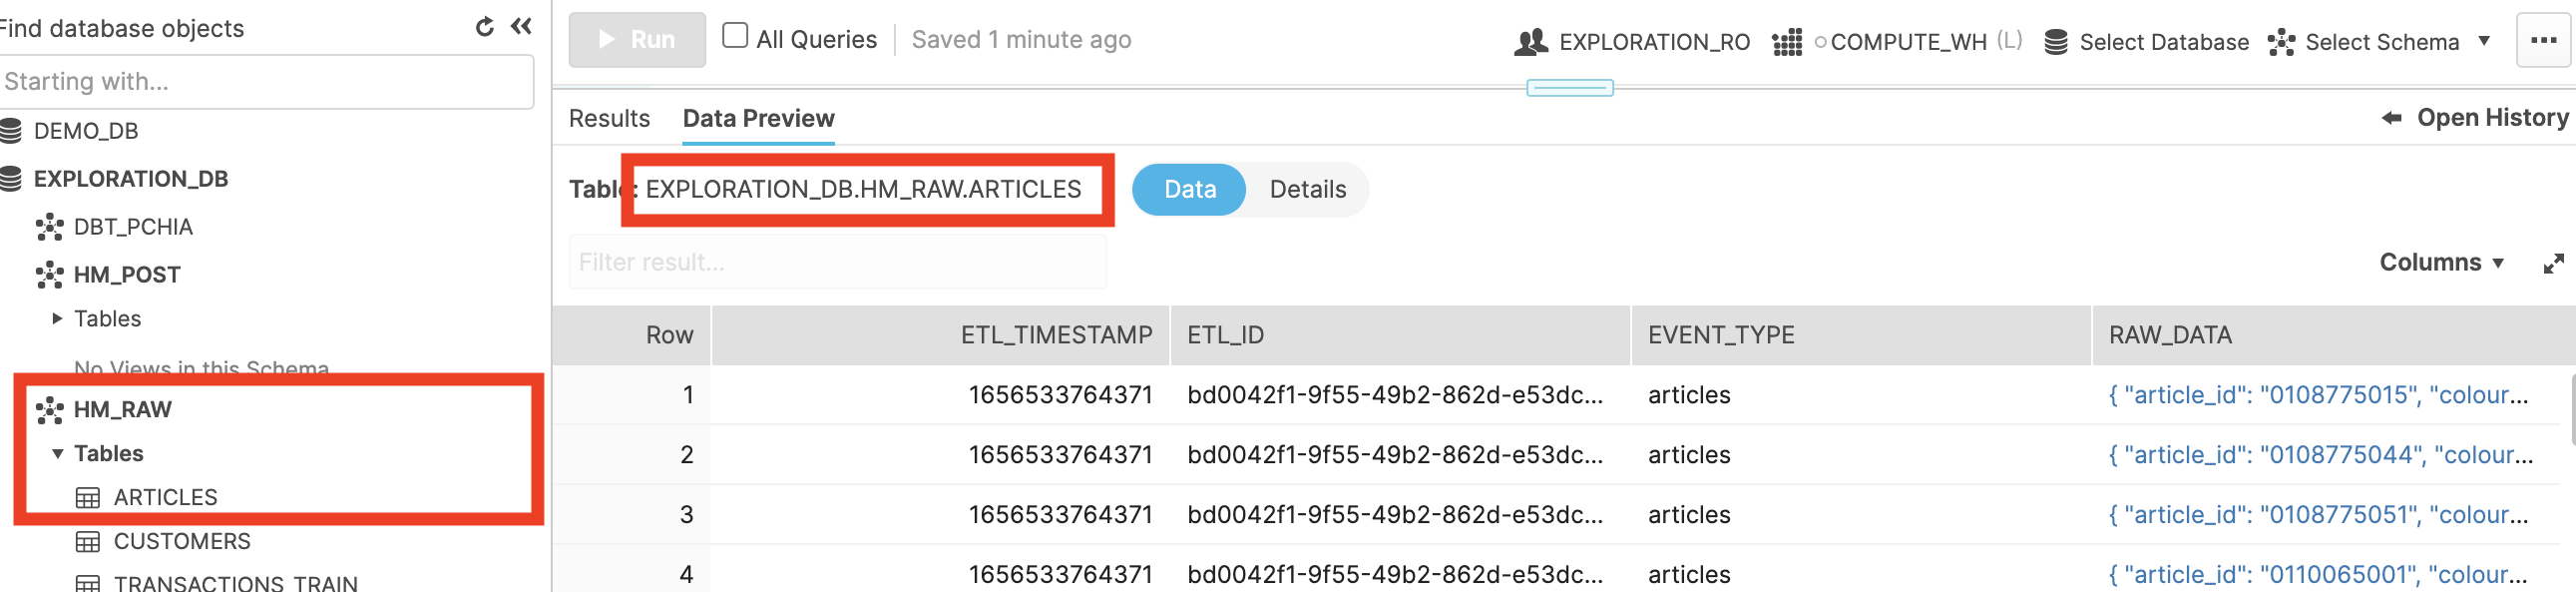 Find database objects
Starting with...
DEMO_DB
EXPLORATION_DB
DBT_PCHIA
HM_POST
Tables
No Views in this Schema
HM_RAW
Tables
ARTICLES
CUSTOMERS
TRANSACTIONS_TRAIN
Run All Queries Saved 1 minute ago EXPLORATION_RO COMPUTE_WH (L) Select Database Select Schema ...
Results Data Preview Open History
Table: EXPLORATION_DB.HM_RAW.ARTICLES Data Details
Filter result...
Columns
Row ETL_TIMESTAMP ETL_ID EVENT_TYPE RAW_DATA
1 1656533764371 bd0042f1-9f55-49b2-862d-e53dc... articles { "article_id": "0108775015", "colour...
2 1656533764371 bd0042f1-9f55-49b2-862d-e53dc... articles { "article_id": "0108775044", "colour...
3 1656533764371 bd0042f1-9f55-49b2-862d-e53dc... articles { "article_id": "0108775051", "colour...
4 1656533764371 bd0042f1-9f55-49b2-862d-e53dc... articles { "article_id": "0110065001", "colour...